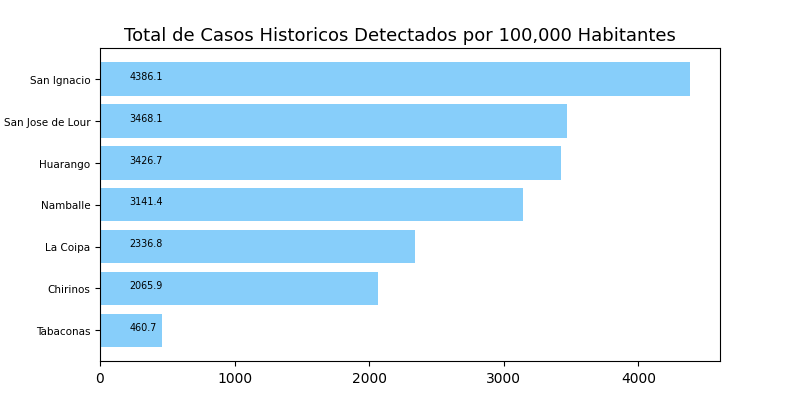 Total de Casos Historicos Detectados por 100,000 Habitantes
San Ignacio 4386.1
San Jose de Lour 3468.1
Huarango 3426.7
Namballe 3141.4
La Coipa 2336.8
Chirinos 2065.9
Tabaconas 460.7
0 1000 2000 3000 4000